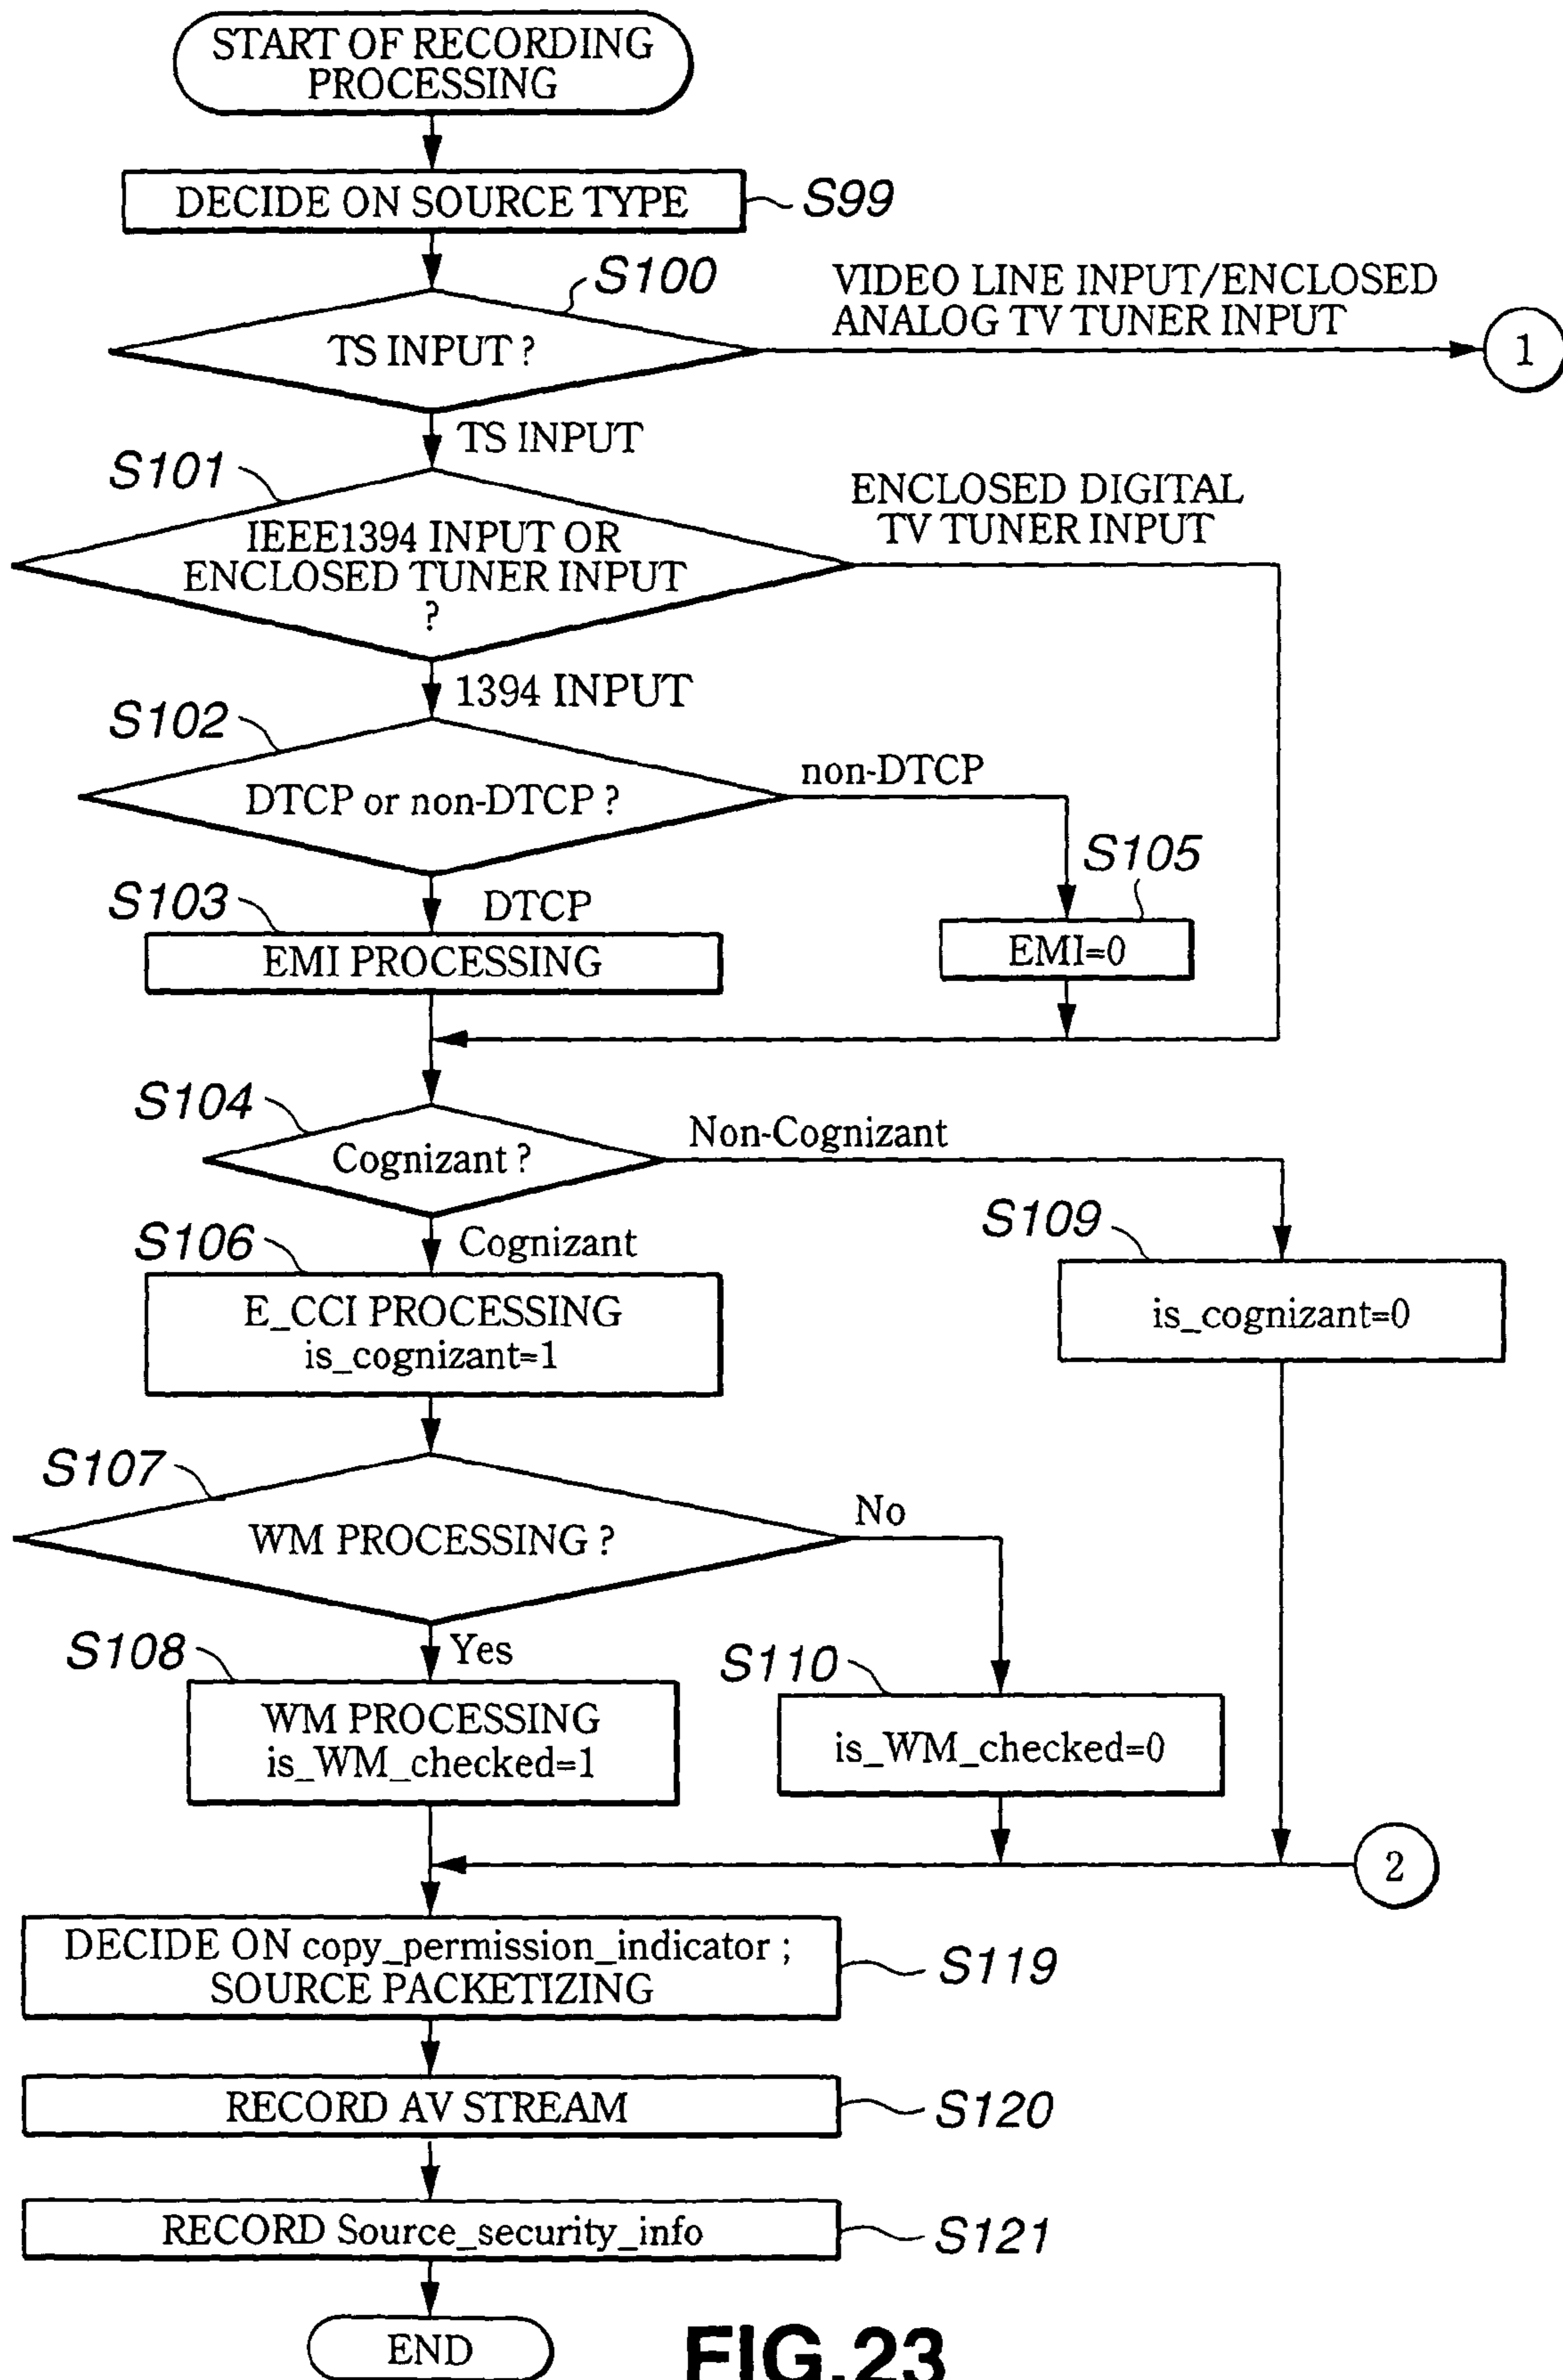 START OF RECORDING
PROCESSING
DECIDE ON SOURCE TYPE
S99
S100
TS INPUT ?
VIDEO LINE INPUT/ENCLOSED
ANALOG TV TUNER INPUT
1
TS INPUT
S101
IEEE1394 INPUT OR
ENCLOSED TUNER INPUT
?
ENCLOSED DIGITAL
TV TUNER INPUT
1394 INPUT
S102
DTCP or non-DTCP ?
non-DTCP
S105
EMI=0
S103
DTCP
EMI PROCESSING
S104
Cognizant ?
Non-Cognizant
S109
is_cognizant=0
S106
Cognizant
E_CCI PROCESSING
is_cognizant=1
S107
WM PROCESSING ?
No
S108
Yes
WM PROCESSING
is_WM_checked=1
S110
is_WM_checked=0
2
DECIDE ON copy_permission_indicator ;
SOURCE PACKETIZING
S119
RECORD AV STREAM
S120
RECORD Source_security_info
S121
END
FIG.23